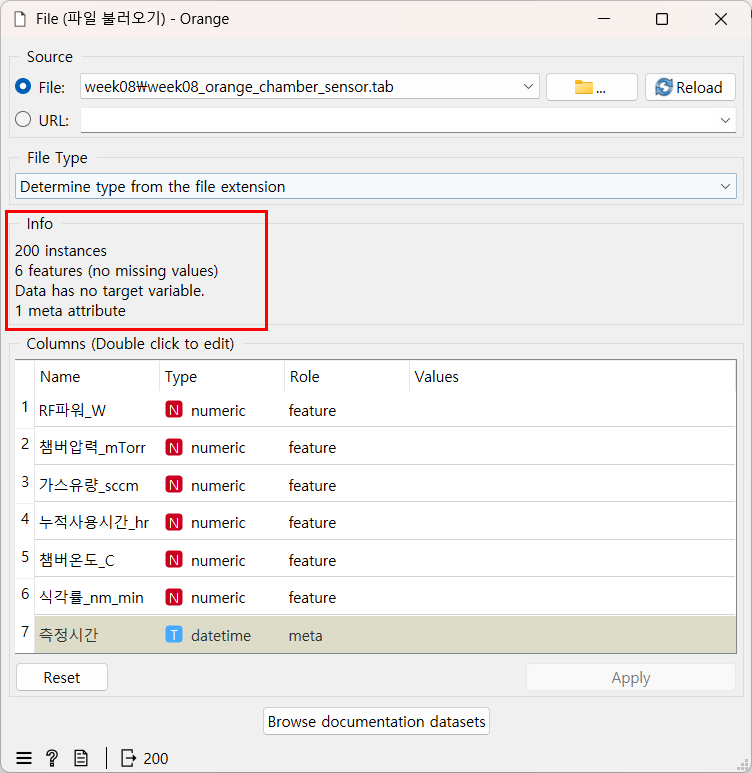 File (파일 불러오기) - Orange
Source
File: week08₩week08_orange_chamber_sensor.tab ... Reload
URL:
File Type
Determine type from the file extension
Info
200 instances
6 features (no missing values)
Data has no target variable.
1 meta attribute
Columns (Double click to edit)
Name Type Role Values
1 RF파워_W N numeric feature
2 챔버압력_mTorr N numeric feature
3 가스유량_sccm N numeric feature
4 누적사용시간_hr N numeric feature
5 챔버온도_C N numeric feature
6 식각률_nm_min N numeric feature
7 측정시간 T datetime meta
Reset Apply
Browse documentation datasets
? 200